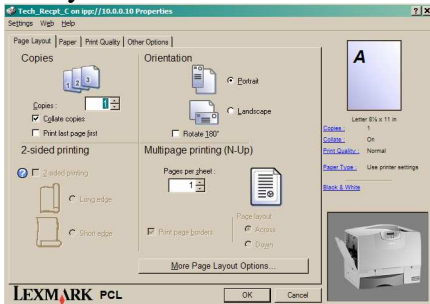 Tech_Recpt_C on ipp://10.0.0.10 Properties
Settings Web Help
Page Layout Paper Print Quality Other Options
Copies
1 2 3
Copies : 1
Collate copies
Print last page first
Orientation
Portrait
Landscape
Rotate 180°
2-sided printing
2-sided printing
Long edge
Short edge
Multipage printing (N-Up)
Pages per sheet :
1
Print page borders
Page layout
Across
Down
More Page Layout Options...
A
Letter 8½ x 11 in
Copies : 1
Collate : On
Print Quality : Normal
Paper Type : Use printer settings
Black & White
LEXMARK PCL
OK Cancel